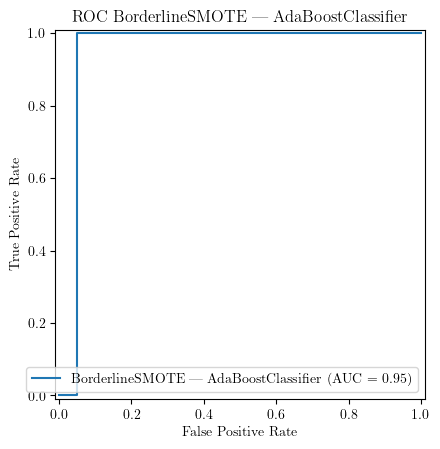 ROC BorderlineSMOTE — AdaBoostClassifier
1.0
0.8
0.6
0.4
0.2
0.0
True Positive Rate
BorderlineSMOTE — AdaBoostClassifier (AUC = 0.95)
0.0 0.2 0.4 0.6 0.8 1.0
False Positive Rate